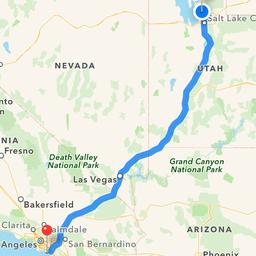 Salt Lake C
NEVADA
UTAH
nto
NIA
Fresno
Death Valley
National Park
Grand Canyon
National Park
Las Vegas
Bakersfield
ARIZONA
Clarita
almdale
Angeles
San Bernardino
Phoenix